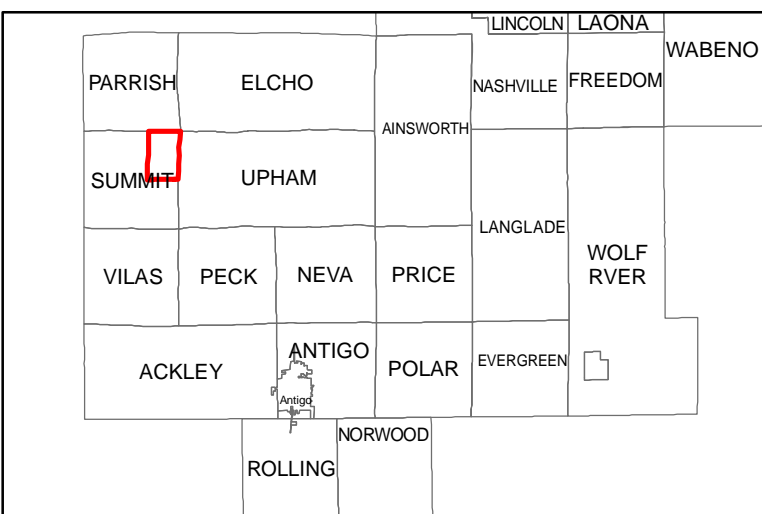 LINCOLN
LAONA
WABENO
PARRISH
ELCHO
NASHVILLE
FREEDOM
AINSWORTH
SUMMIT
UPHAM
LANGLADE
WOLF
RVER
VILAS
PECK
NEVA
PRICE
ANTIGO
ACKLEY
POLAR
EVERGREEN
Antigo
NORWOOD
ROLLING